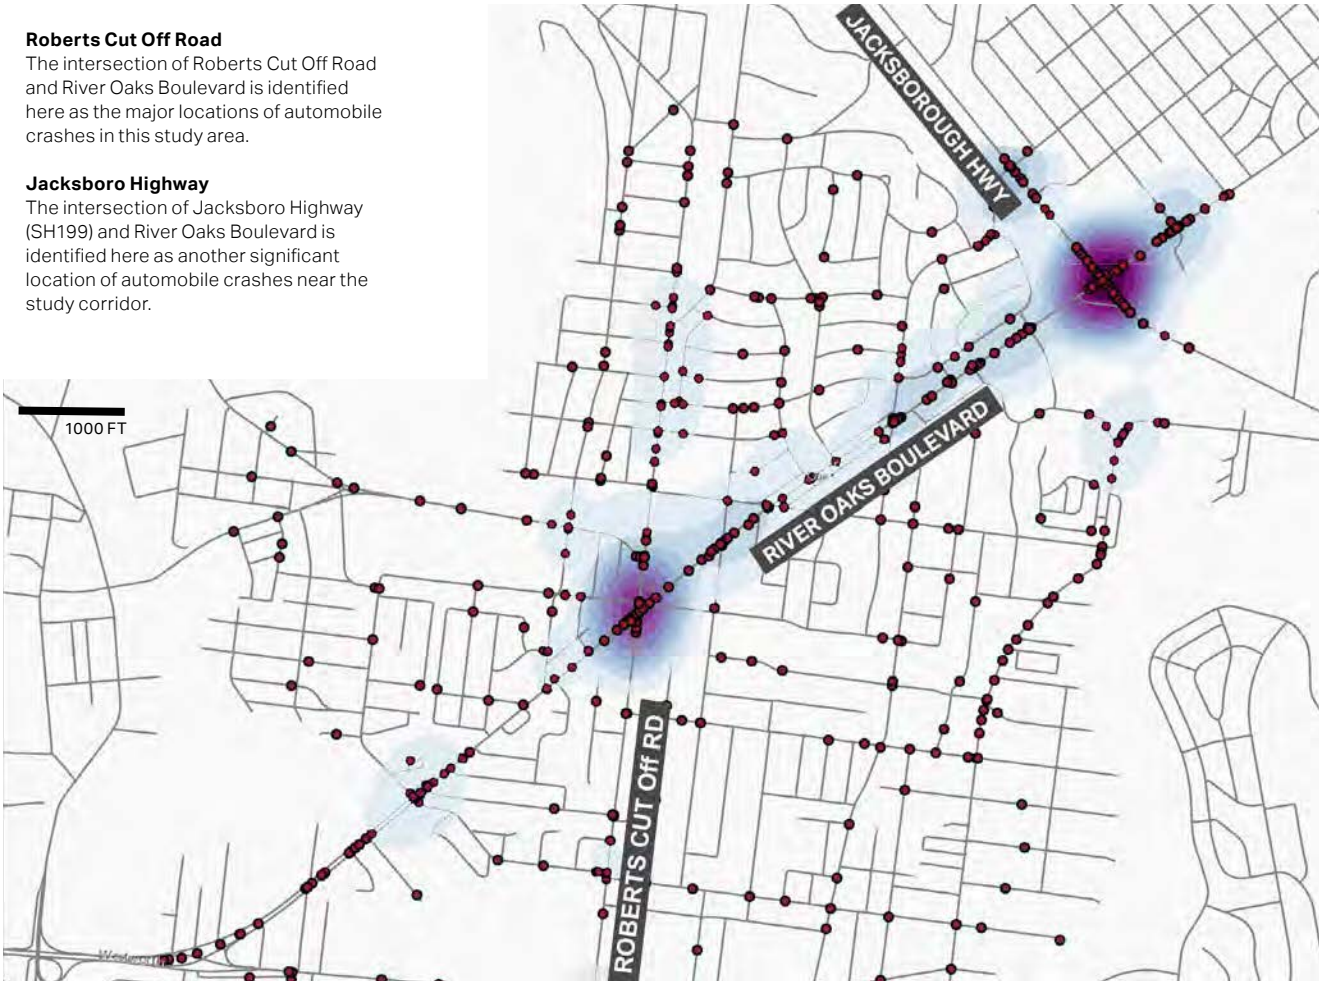 Roberts Cut Off Road
The intersection of Roberts Cut Off Road
and River Oaks Boulevard is identified
here as the major locations of automobile
crashes in this study area.
Jacksboro Highway
The intersection of Jacksboro Highway
(SH199) and River Oaks Boulevard is
identified here as another significant
location of automobile crashes near the
study corridor.
JACKSBOROUGH HWY
1000 FT
RIVER OAKS BOULEVARD
ROBERTS CUT Off RD